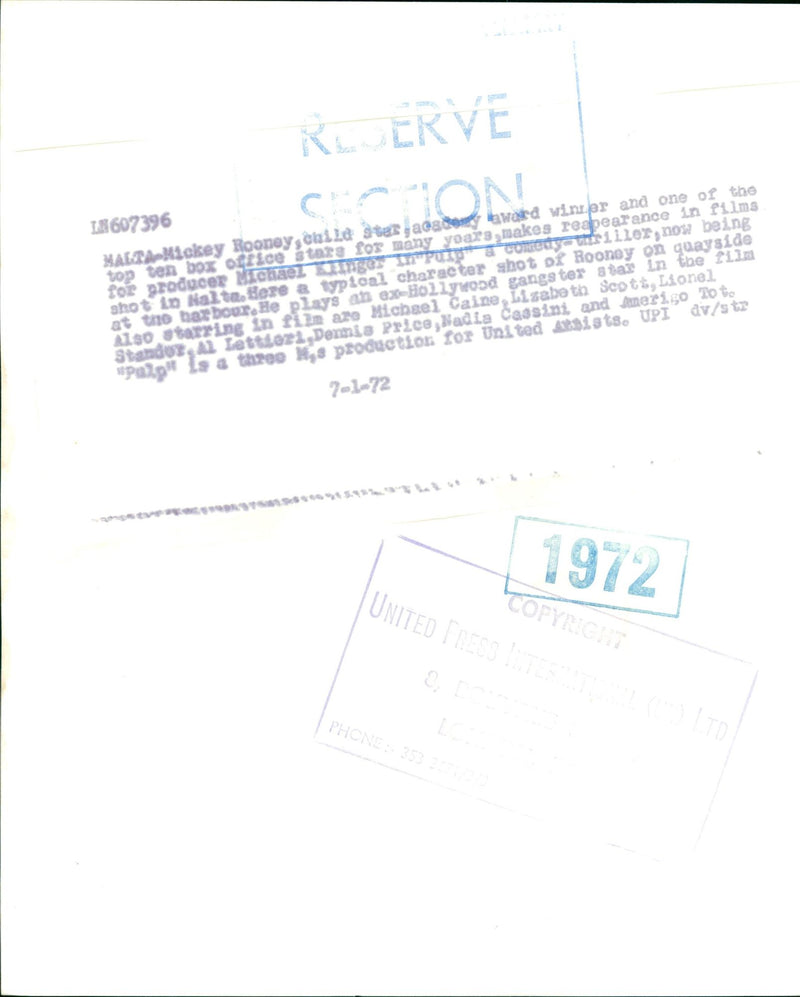 RESERVE
SECTION
LN607396
MALTA-Mickey Rooney,child star,academy award winner and one of the
top ten box office stars for many years,makes reapearance in films
for producer Michael Klinger in"Pulp" a comedy-thriller,now being
shot in Malta.Here a typical character shot of Rooney on quayside
at the harbour.He plays an ex-Hollywood gangster star in the film
Also starring in film are Michael Caine,Lizabeth Scott,Lionel
Stander,Al Lettieri,Dennis Price,Nadia Cassini and Amerigo Tot.
"Pulp" is a three M,s production for United Atists. UPI dv/str
7-1-72
1972
COPYRIGHT
UNITED PRESS INTERNATIONAL (UK) LTD
8,
PHONE:- 353